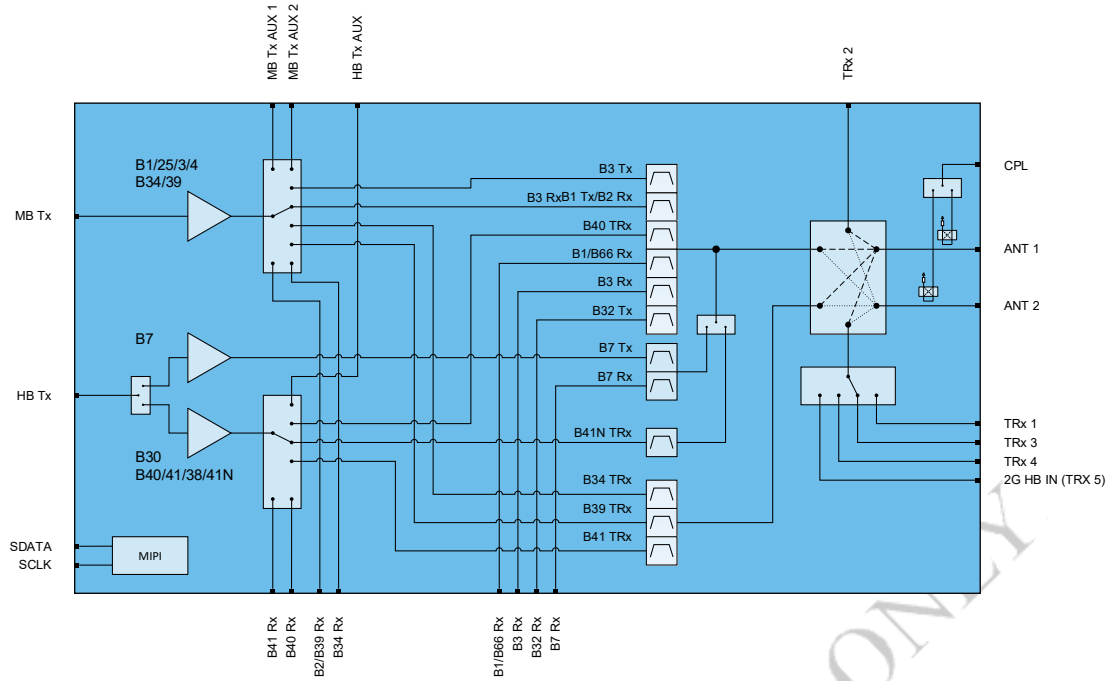 MB Tx AUX 1
MB Tx AUX 2
HB Tx AUX
TRx 2
B1/25/3/4
B34/39
MB Tx
B3 Tx
B3 RxB1 Tx/B2 Rx
B40 TRx
B1/B66 Rx
B3 Rx
B32 Tx
CPL
ANT 1
ANT 2
B7
B7 Tx
B7 Rx
HB Tx
B41N TRx
B30
B40/41/38/41N
B34 TRx
B39 TRx
B41 TRx
TRx 1
TRx 3
TRx 4
2G HB IN (TRX 5)
SDATA
SCLK
MIPI
B41 Rx
B40 Rx
B2/B39 Rx
B34 Rx
B1/B66 Rx
B3 Rx
B32 Rx
B7 Rx
ONLY